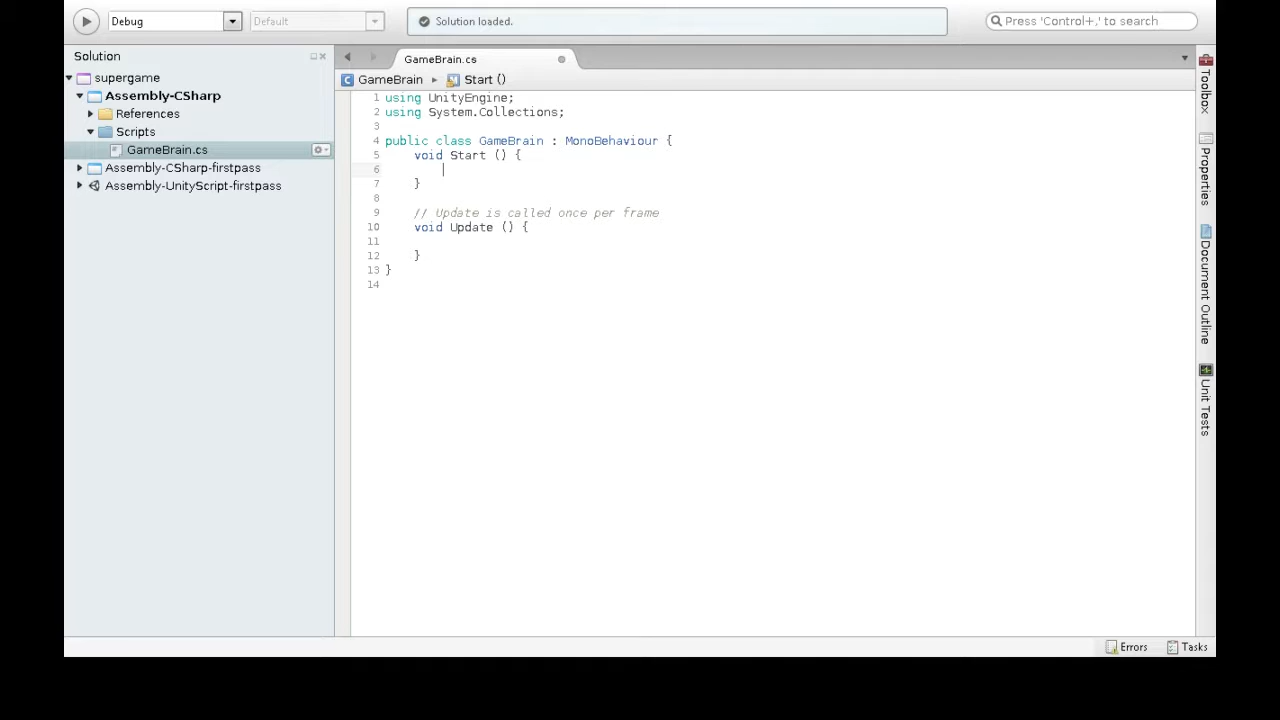 Debug
Default
Solution loaded.
Press 'Control+,' to search
Solution
supergame
Assembly-CSharp
References
Scripts
GameBrain.cs
Assembly-CSharp-firstpass
Assembly-UnityScript-firstpass
GameBrain.cs
GameBrain Start ()
1 using UnityEngine;
2 using System.Collections;
3
4 public class GameBrain : MonoBehaviour {
5 void Start () {
6
7 }
8
9 // Update is called once per frame
10 void Update () {
11
12 }
13 }
14
Toolbox
Properties
Document Outline
Unit Tests
Errors
Tasks